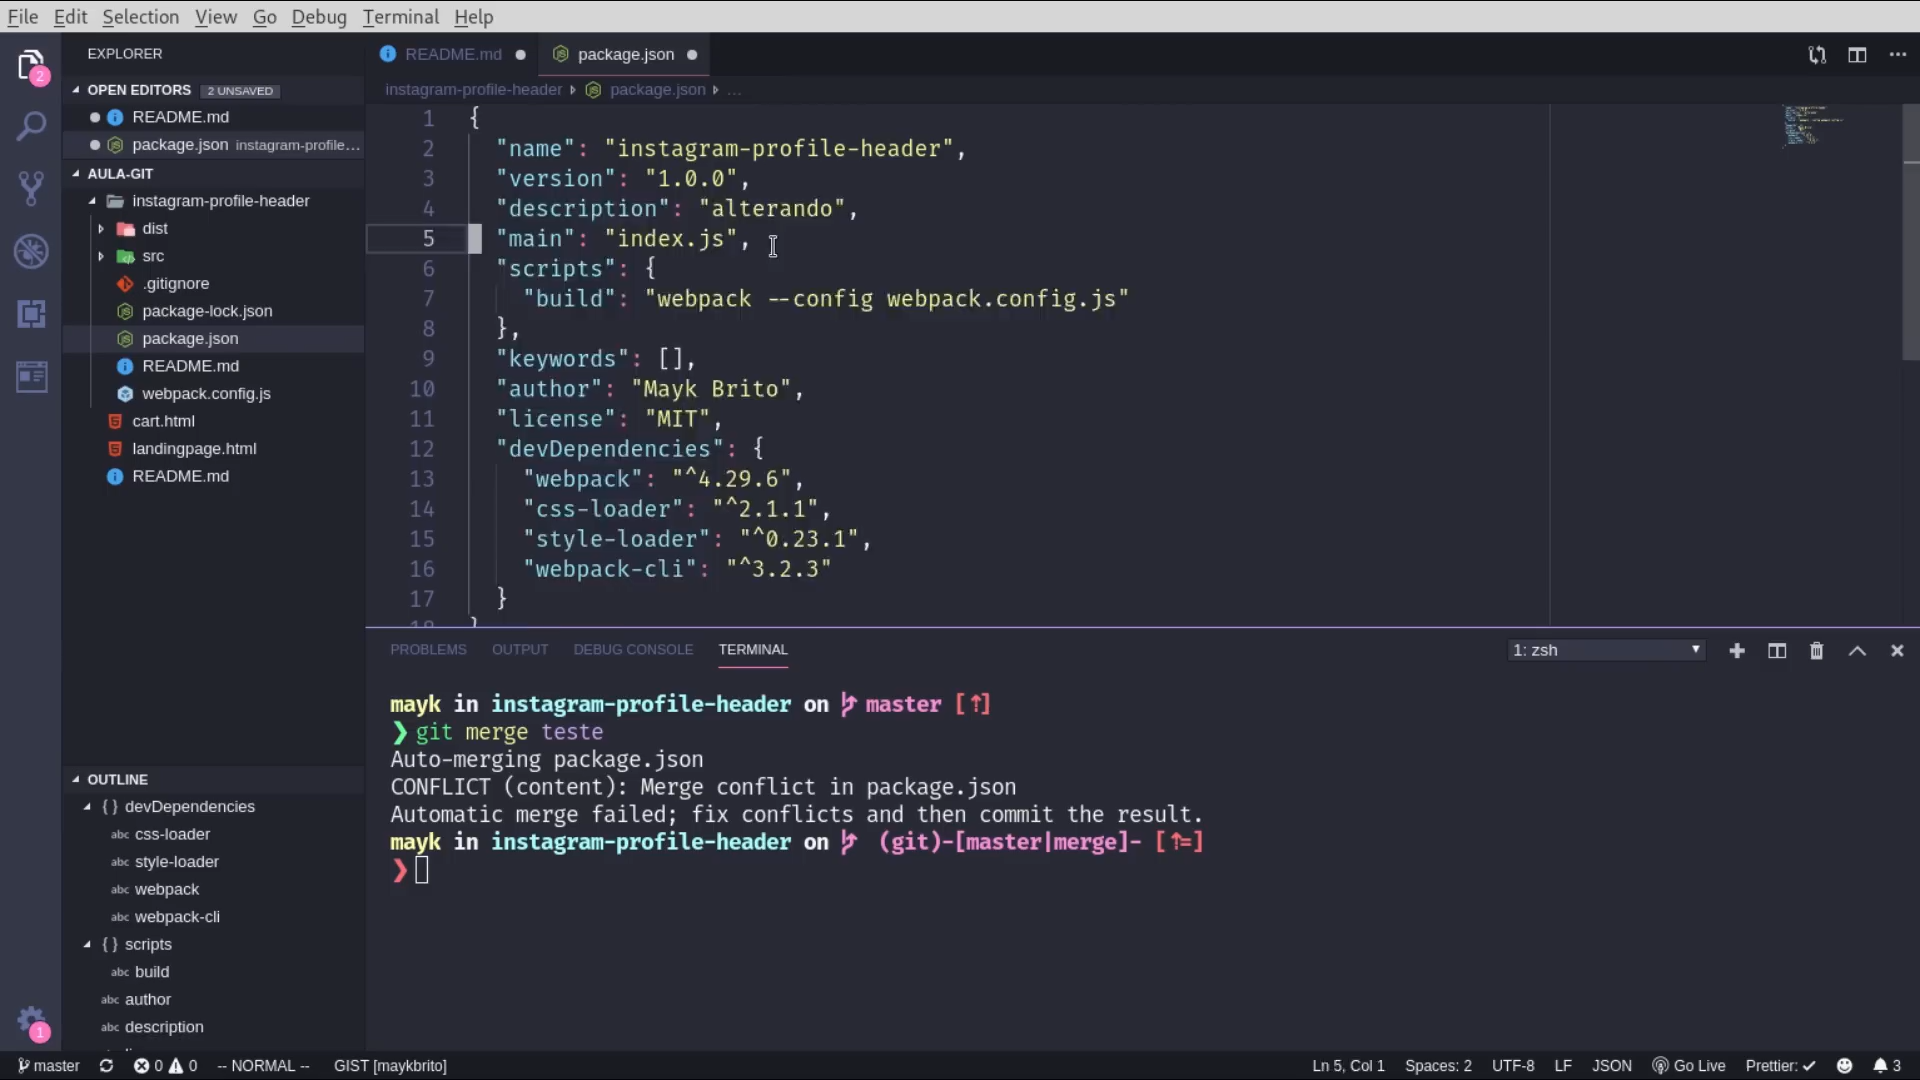 File Edit Selection View Go Debug Terminal Help
EXPLORER
2
OPEN EDITORS 2 UNSAVED
README.md
package.json instagram-profile...
AULA-GIT
instagram-profile-header
dist
src
.gitignore
package-lock.json
package.json
README.md
webpack.config.js
cart.html
landingpage.html
README.md
OUTLINE
{} devDependencies
abc css-loader
abc style-loader
abc webpack
abc webpack-cli
{} scripts
abc build
abc author
abc description
1
README.md package.json
instagram-profile-header package.json ...
1 {
2 "name": "instagram-profile-header",
3 "version": "1.0.0",
4 "description": "alterando",
5 "main": "index.js",
6 "scripts": {
7 "build": "webpack --config webpack.config.js"
8 },
9 "keywords": [],
10 "author": "Mayk Brito",
11 "license": "MIT",
12 "devDependencies": {
13 "webpack": "^4.29.6",
14 "css-loader": "^2.1.1",
15 "style-loader": "^0.23.1",
16 "webpack-cli": "^3.2.3"
17 }
PROBLEMS OUTPUT DEBUG CONSOLE TERMINAL 1: zsh
mayk in instagram-profile-header on master [⇡]
❯ git merge teste
Auto-merging package.json
CONFLICT (content): Merge conflict in package.json
Automatic merge failed; fix conflicts and then commit the result.
mayk in instagram-profile-header on (git)-[master|merge]- [⇡=]
❯
master 0 0 -- NORMAL -- GIST [maykbrito] Ln 5, Col 1 Spaces: 2 UTF-8 LF JSON Go Live Prettier: ✓ 3